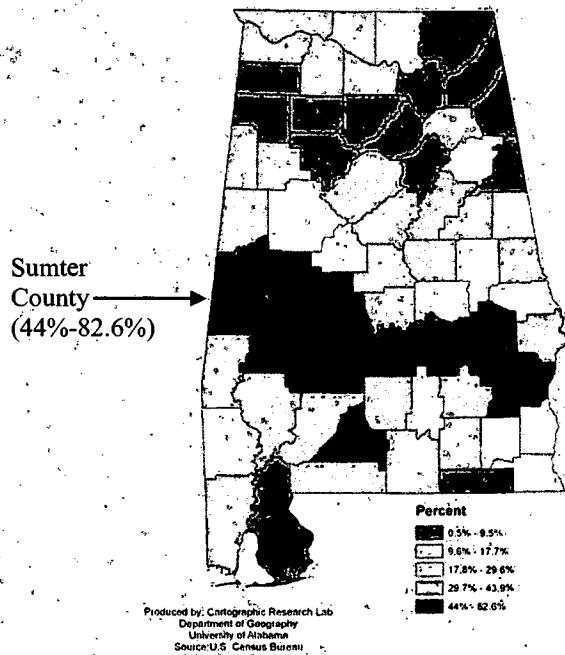 Sumter
County
(44%-82.6%)
Percent
0.5% - 9.5%
9.6% - 17.7%
17.8% - 29.6%
29.7% - 43.9%
44% - 82.6%
Produced by: Cartographic Research Lab
Department of Geography
University of Alabama
Source:U.S. Census Bureau